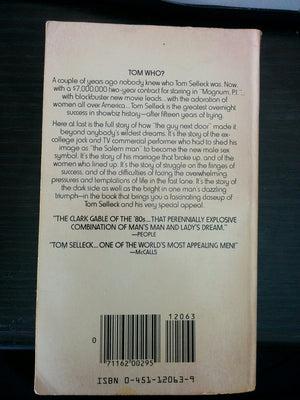 TOM WHO?
A couple of years ago nobody knew who Tom Selleck was. Now,
with a $7,000,000 two-year contract for starring in "Magnum, P.I."...
with blockbuster new movie leads...with the adoration of
women all over America...Tom Selleck is the greatest overnight
success in showbiz history—after fifteen years of trying.
Here at last is the full story of how "the guy next door" made it
beyond anybody's wildest dreams. It's the story of the ex-
college jock and TV commercial performer who had to shed his
image as "the Salem man" to become the new male sex
symbol. It's the story of his marriage that broke up, and of the
women who lined up. It's the story of struggle on the fringes of
success, and of the difficulties of facing the overwhelming
pressures and temptations of life in the fast lane. It's the story of
the dark side as well as the bright in one man's dazzling
triumph—in the book that brings you a fascinating closeup of
Tom Selleck and his very special appeal.
"THE CLARK GABLE OF THE '80s...THAT PERENNIALLY EXPLOSIVE
COMBINATION OF MAN'S MAN AND LADY'S DREAM."
—PEOPLE
"TOM SELLECK...ONE OF THE WORLD'S MOST APPEALING MEN!"
—McCALLS
12063
0
71162 00295
ISBN 0-451-12063-9